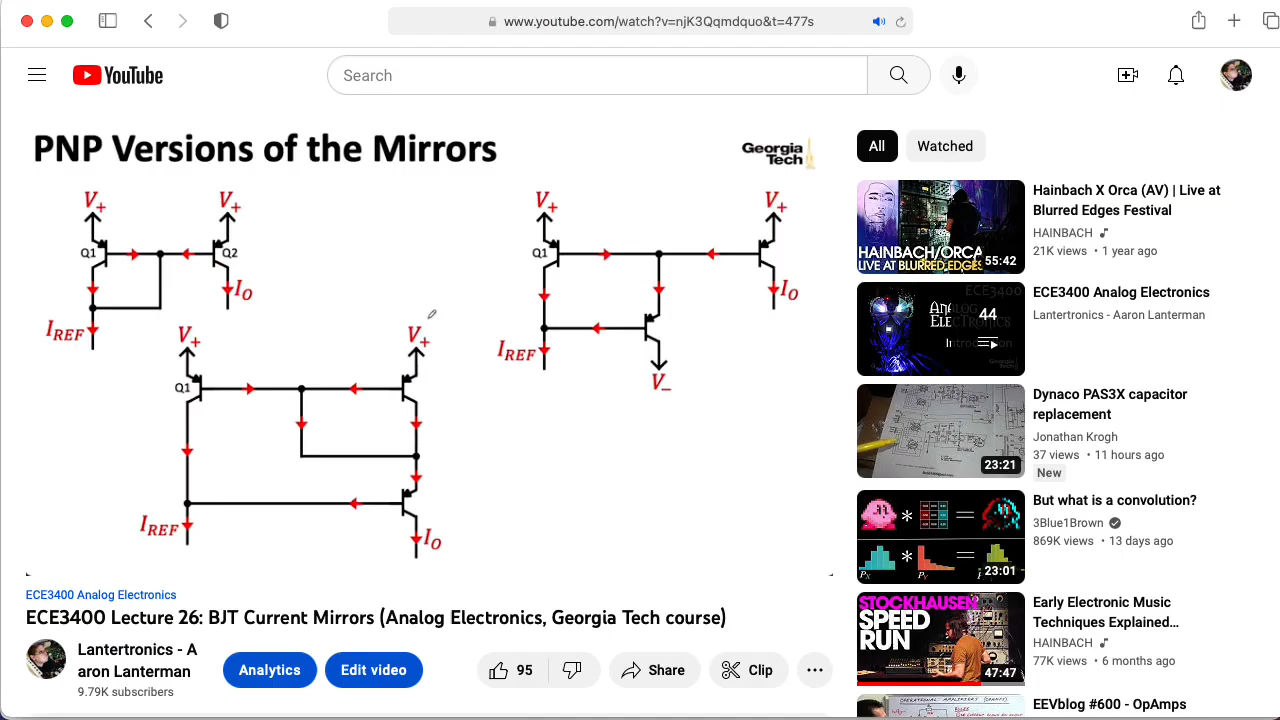 www.youtube.com/watch?v=njK3Qqmdquo&t=477s
YouTube
Search
PNP Versions of the Mirrors
Georgia
Tech
V+
V+
Q1
Q2
IO
IREF
V+
V+
Q1
IO
IREF
V-
V+
V+
Q1
IREF
IO
ECE3400 Analog Electronics
ECE3400 Lecture 26: BJT Current Mirrors (Analog Electronics, Georgia Tech course)
Lantertronics - A
aron Lanterman
9.79K subscribers
Analytics
Edit video
95
Share
Clip
All
Watched
HAINBACH/ORCA
LIVE AT BLURRED EDGES
55:42
Hainbach X Orca (AV) | Live at
Blurred Edges Festival
HAINBACH
21K views • 1 year ago
ECE3400
44
ECE3400 Analog Electronics
Lantertronics - Aaron Lanterman
23:21
Dynaco PAS3X capacitor
replacement
Jonathan Krogh
37 views • 11 hours ago
New
* =
* =
23:01
But what is a convolution?
3Blue1Brown
869K views • 13 days ago
STOCKHAUSEN
SPEED
RUN
47:47
Early Electronic Music
Techniques Explained...
HAINBACH
77K views • 6 months ago
EEVblog #600 - OpAmps